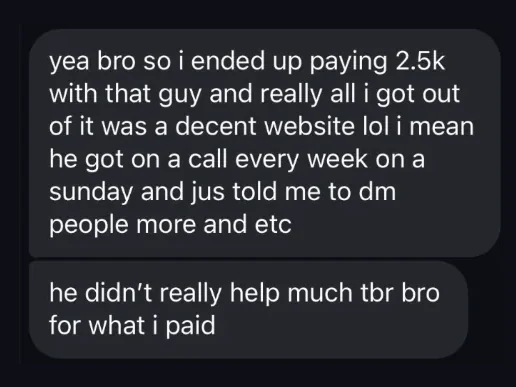 yea bro so i ended up paying 2.5k
with that guy and really all i got out
of it was a decent website lol i mean
he got on a call every week on a
sunday and jus told me to dm
people more and etc
he didn’t really help much tbr bro
for what i paid